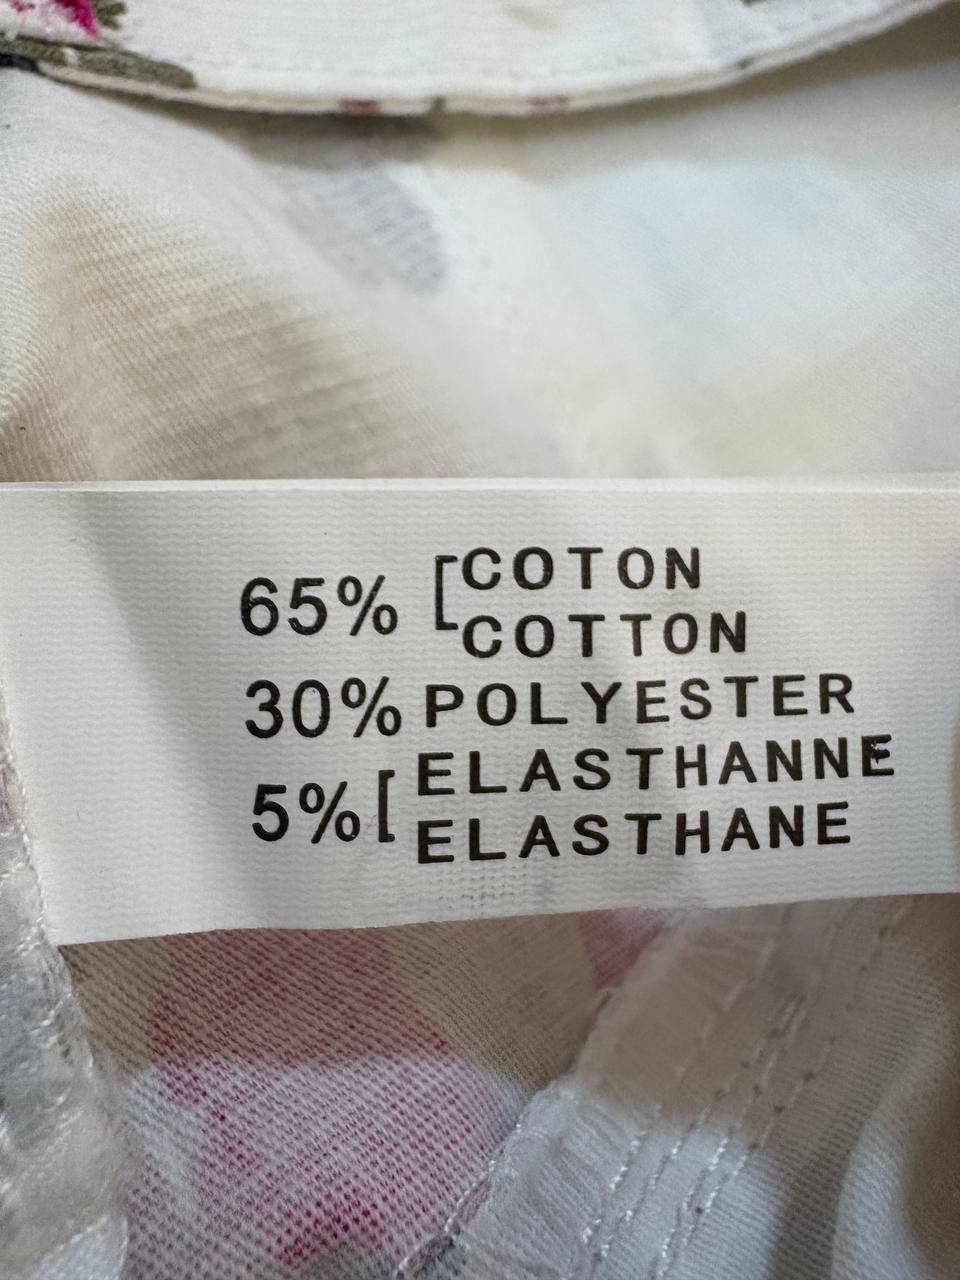 65% [COTON
COTTON
30% POLYESTER
5%[ ELASTHANNE
ELASTHANE